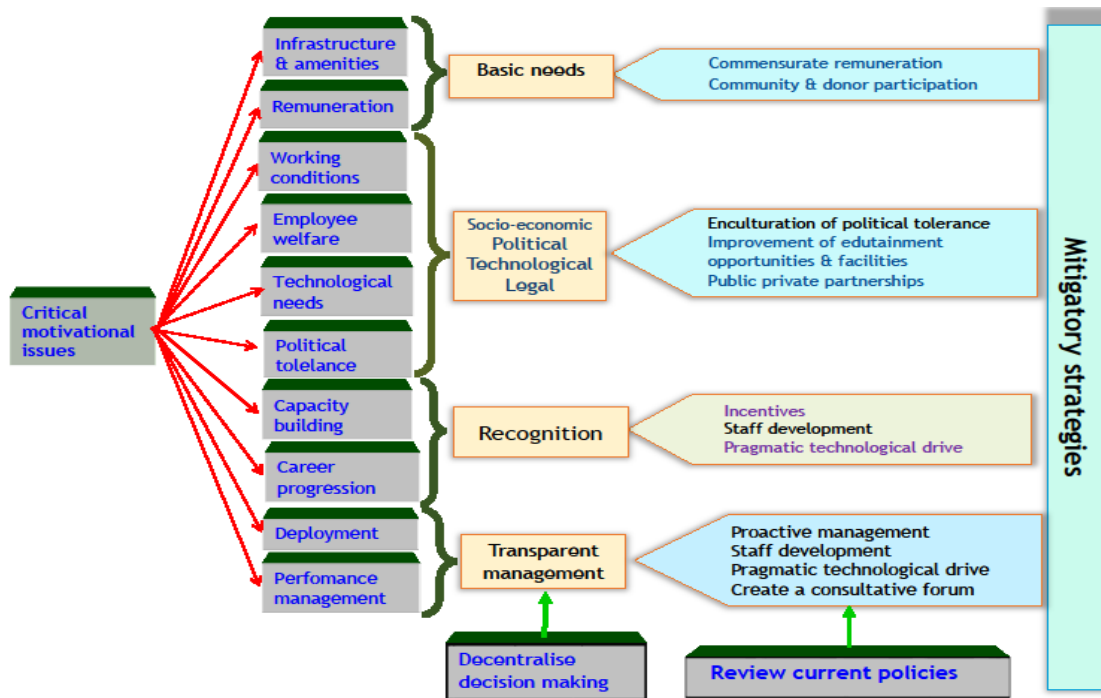 Critical
motivational
issues
Infrastructure
& amenities
Remuneration
Working
conditions
Employee
welfare
Technological
needs
Political
tolelance
Capacity
building
Career
progression
Deployment
Perfomance
management
Basic needs
Socio-economic
Political
Technological
Legal
Recognition
Transparent
management
Decentralise
decision making
Commensurate remuneration
Community & donor participation
Enculturation of political tolerance
Improvement of edutainment
opportunities & facilities
Public private partnerships
Incentives
Staff development
Pragmatic technological drive
Proactive management
Staff development
Pragmatic technological drive
Create a consultative forum
Review current policies
Mitigatory strategies